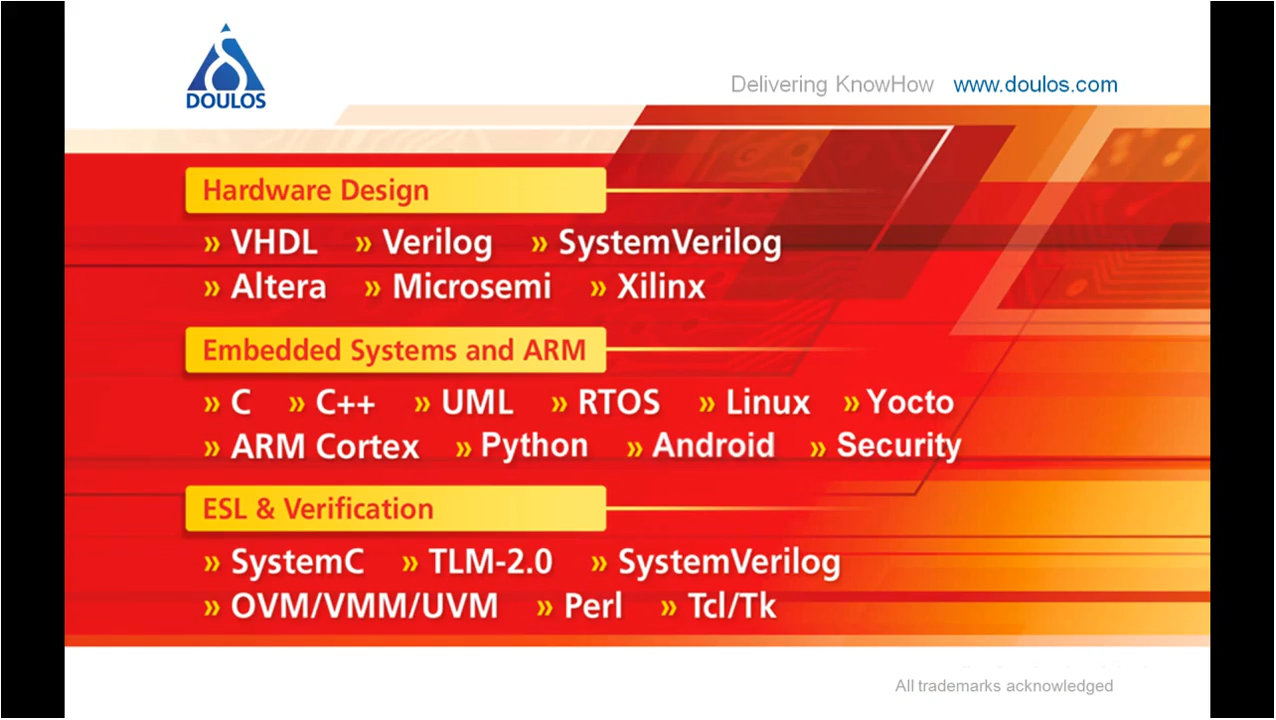 DOULOS
Delivering KnowHow www.doulos.com
Hardware Design
» VHDL » Verilog » SystemVerilog
» Altera » Microsemi » Xilinx
Embedded Systems and ARM
» C » C++ » UML » RTOS » Linux » Yocto
» ARM Cortex » Python » Android » Security
ESL & Verification
» SystemC » TLM-2.0 » SystemVerilog
» OVM/VMM/UVM » Perl » Tcl/Tk
All trademarks acknowledged